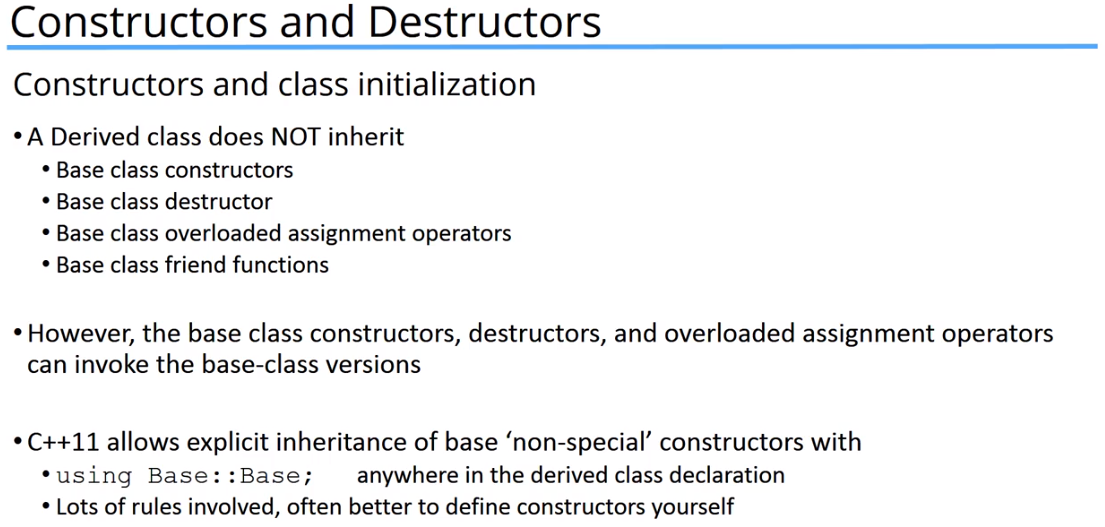 Constructors and Destructors
Constructors and class initialization
• A Derived class does NOT inherit
• Base class constructors
• Base class destructor
• Base class overloaded assignment operators
• Base class friend functions
• However, the base class constructors, destructors, and overloaded assignment operators
can invoke the base-class versions
• C++11 allows explicit inheritance of base ‘non-special’ constructors with
• using Base::Base; anywhere in the derived class declaration
• Lots of rules involved, often better to define constructors yourself